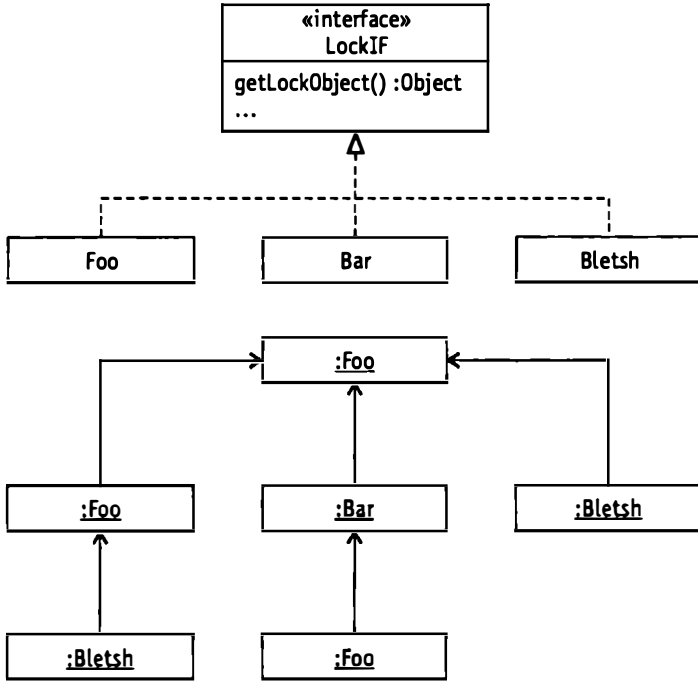 «interface»
LockIF
getLockObject() :Object
...
Foo
Bar
Bletsh
:Foo
:Foo
:Bar
:Bletsh
:Bletsh
:Foo